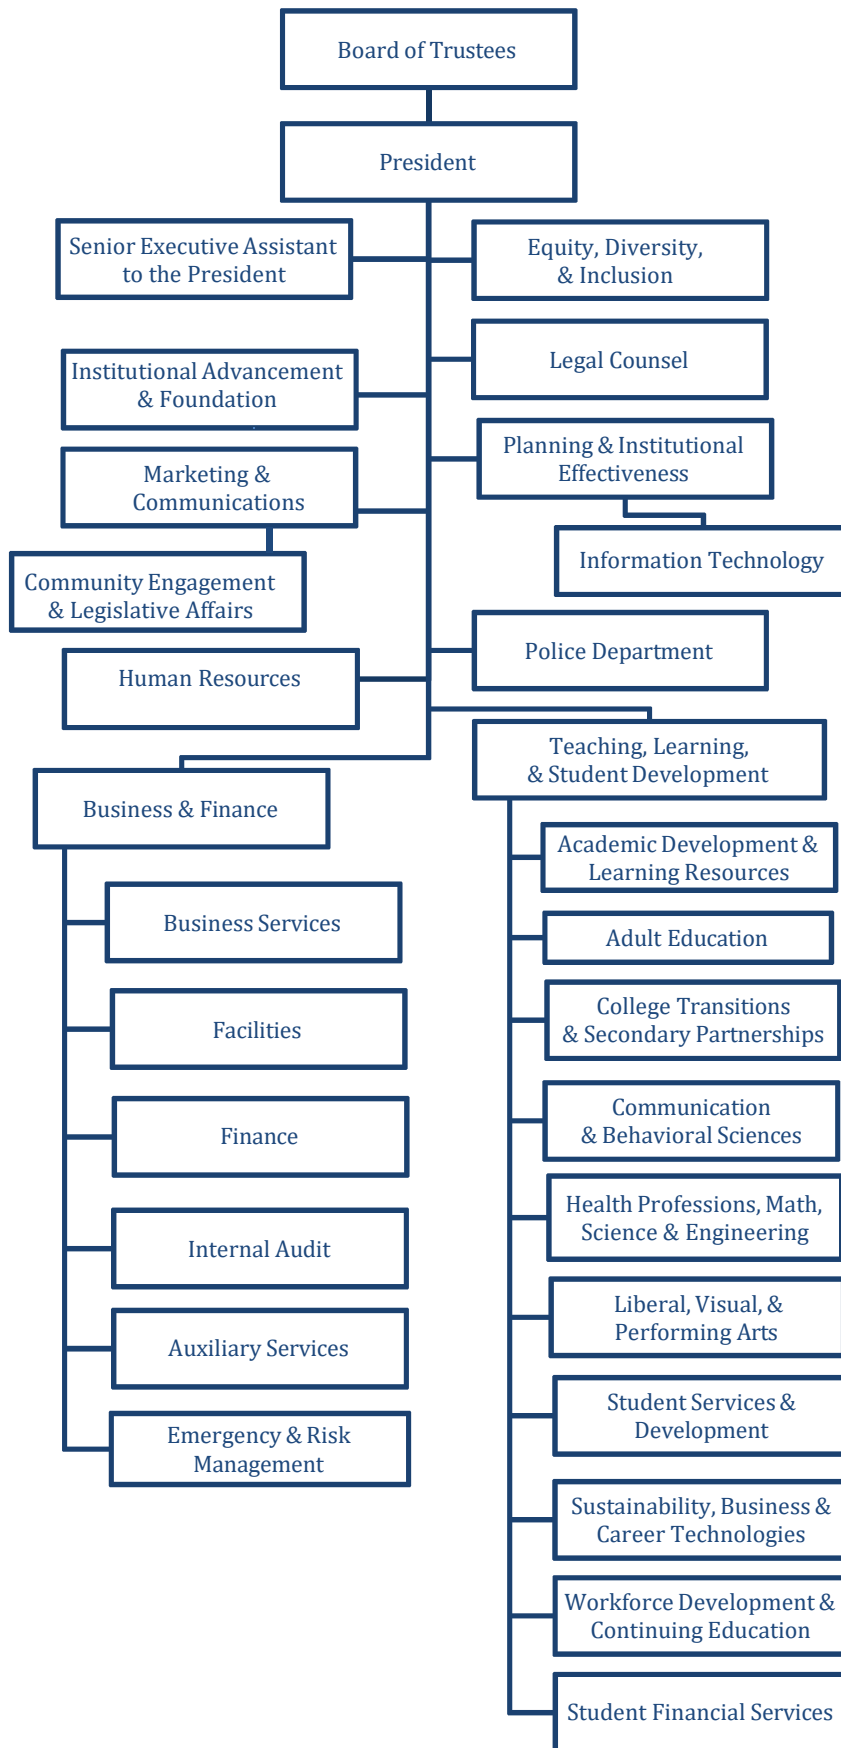 Board of Trustees
President
Senior Executive Assistant
to the President
Equity, Diversity,
& Inclusion
Legal Counsel
Institutional Advancement
& Foundation
Planning & Institutional
Effectiveness
Marketing &
Communications
Information Technology
Community Engagement
& Legislative Affairs
Police Department
Human Resources
Teaching, Learning,
& Student Development
Business & Finance
Business Services
Facilities
Finance
Internal Audit
Auxiliary Services
Emergency & Risk
Management
Academic Development &
Learning Resources
Adult Education
College Transitions
& Secondary Partnerships
Communication
& Behavioral Sciences
Health Professions, Math,
Science & Engineering
Liberal, Visual, &
Performing Arts
Student Services &
Development
Sustainability, Business &
Career Technologies
Workforce Development &
Continuing Education
Student Financial Services